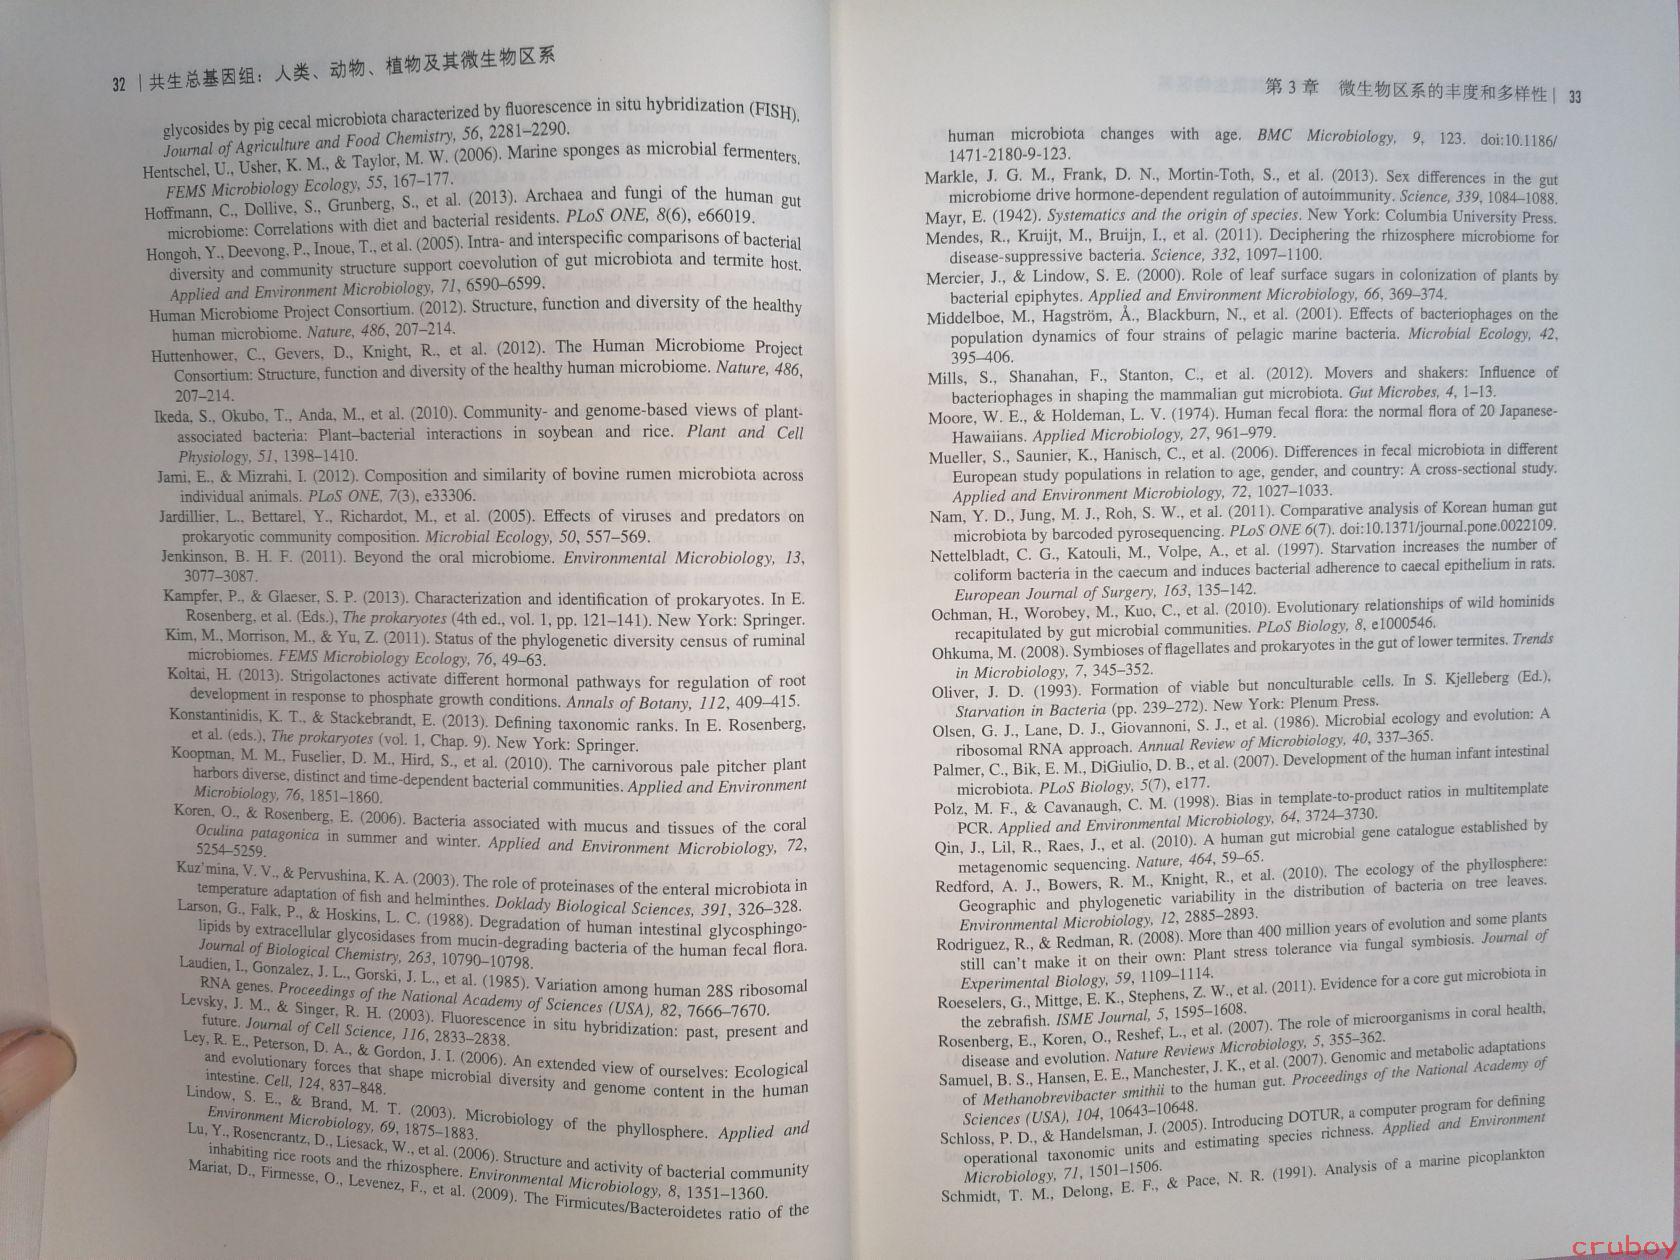 32 | 共生总基因组：人类、动物、植物及其微生物区系
glycosides by pig cecal microbiota characterized by fluorescence in situ hybridization (FISH).
Journal of Agriculture and Food Chemistry, 56, 2281–2290.
Hentschel, U., Usher, K. M., & Taylor, M. W. (2006). Marine sponges as microbial fermenters.
FEMS Microbiology Ecology, 55, 167–177.
Hoffmann, C., Dollive, S., Grunberg, S., et al. (2013). Archaea and fungi of the human gut
microbiome: Correlations with diet and bacterial residents. PLoS ONE, 8(6), e66019.
Hongoh, Y., Deevong, P., Inoue, T., et al. (2005). Intra- and interspecific comparisons of bacterial
diversity and community structure support coevolution of gut microbiota and termite host.
Applied and Environment Microbiology, 71, 6590–6599.
Human Microbiome Project Consortium. (2012). Structure, function and diversity of the healthy
human microbiome. Nature, 486, 207–214.
Huttenhower, C., Gevers, D., Knight, R., et al. (2012). The Human Microbiome Project
Consortium: Structure, function and diversity of the healthy human microbiome. Nature, 486,
207–214.
Ikeda, S., Okubo, T., Anda, M., et al. (2010). Community- and genome-based views of plant-
associated bacteria: Plant–bacterial interactions in soybean and rice. Plant and Cell
Physiology, 51, 1398–1410.
Jami, E., & Mizrahi, I. (2012). Composition and similarity of bovine rumen microbiota across
individual animals. PLoS ONE, 7(3), e33306.
Jardillier, L., Bettarel, Y., Richardot, M., et al. (2005). Effects of viruses and predators on
prokaryotic community composition. Microbial Ecology, 50, 557–569.
Jenkinson, B. H. F. (2011). Beyond the oral microbiome. Environmental Microbiology, 13,
3077–3087.
Kampfer, P., & Glaeser, S. P. (2013). Characterization and identification of prokaryotes. In E.
Rosenberg, et al. (Eds.), The prokaryotes (4th ed., vol. 1, pp. 121–141). New York: Springer.
Kim, M., Morrison, M., & Yu, Z. (2011). Status of the phylogenetic diversity census of ruminal
microbiomes. FEMS Microbiology Ecology, 76, 49–63.
Koltai, H. (2013). Strigolactones activate different hormonal pathways for regulation of root
development in response to phosphate growth conditions. Annals of Botany, 112, 409–415.
Konstantinidis, K. T., & Stackebrandt, E. (2013). Defining taxonomic ranks. In E. Rosenberg,
et al. (eds.), The prokaryotes (vol. 1, Chap. 9). New York: Springer.
Koopman, M. M., Fuselier, D. M., Hird, S., et al. (2010). The carnivorous pale pitcher plant
harbors diverse, distinct and time-dependent bacterial communities. Applied and Environment
Microbiology, 76, 1851–1860.
Koren, O., & Rosenberg, E. (2006). Bacteria associated with mucus and tissues of the coral
Oculina patagonica in summer and winter. Applied and Environment Microbiology, 72,
5254–5259.
Kuz'mina, V. V., & Pervushina, K. A. (2003). The role of proteinases of the enteral microbiota in
temperature adaptation of fish and helminthes. Doklady Biological Sciences, 391, 326–328.
Larson, G., Falk, P., & Hoskins, L. C. (1988). Degradation of human intestinal glycosphingo-
lipids by extracellular glycosidases from mucin-degrading bacteria of the human fecal flora.
Journal of Biological Chemistry, 263, 10790–10798.
Laudien, I., Gonzalez, J. L., Gorski, J. L., et al. (1985). Variation among human 28S ribosomal
RNA genes. Proceedings of the National Academy of Sciences (USA), 82, 7666–7670.
Levsky, J. M., & Singer, R. H. (2003). Fluorescence in situ hybridization: past, present and
future. Journal of Cell Science, 116, 2833–2838.
Ley, R. E., Peterson, D. A., & Gordon, J. I. (2006). An extended view of ourselves: Ecological
and evolutionary forces that shape microbial diversity and genome content in the human
intestine. Cell, 124, 837–848.
Lindow, S. E., & Brand, M. T. (2003). Microbiology of the phyllosphere. Applied and
Environment Microbiology, 69, 1875–1883.
Lu, Y., Rosencrantz, D., Liesack, W., et al. (2006). Structure and activity of bacterial community
inhabiting rice roots and the rhizosphere. Environmental Microbiology, 8, 1351–1360.
Mariat, D., Firmesse, O., Levenez, F., et al. (2009). The Firmicutes/Bacteroidetes ratio of the
第 3 章 微生物区系的丰度和多样性 | 33
human microbiota changes with age. BMC Microbiology, 9, 123. doi:10.1186/
1471-2180-9-123.
Markle, J. G. M., Frank, D. N., Mortin-Toth, S., et al. (2013). Sex differences in the gut
microbiome drive hormone-dependent regulation of autoimmunity. Science, 339, 1084–1088.
Mayr, E. (1942). Systematics and the origin of species. New York: Columbia University Press.
Mendes, R., Kruijt, M., Bruijn, I., et al. (2011). Deciphering the rhizosphere microbiome for
disease-suppressive bacteria. Science, 332, 1097–1100.
Mercier, J., & Lindow, S. E. (2000). Role of leaf surface sugars in colonization of plants by
bacterial epiphytes. Applied and Environment Microbiology, 66, 369–374.
Middelboe, M., Hagström, Å., Blackburn, N., et al. (2001). Effects of bacteriophages on the
population dynamics of four strains of pelagic marine bacteria. Microbial Ecology, 42,
395–406.
Mills, S., Shanahan, F., Stanton, C., et al. (2012). Movers and shakers: Influence of
bacteriophages in shaping the mammalian gut microbiota. Gut Microbes, 4, 1–13.
Moore, W. E., & Holdeman, L. V. (1974). Human fecal flora: the normal flora of 20 Japanese-
Hawaiians. Applied Microbiology, 27, 961–979.
Mueller, S., Saunier, K., Hanisch, C., et al. (2006). Differences in fecal microbiota in different
European study populations in relation to age, gender, and country: A cross-sectional study.
Applied and Environment Microbiology, 72, 1027–1033.
Nam, Y. D., Jung, M. J., Roh, S. W., et al. (2011). Comparative analysis of Korean human gut
microbiota by barcoded pyrosequencing. PLoS ONE 6(7). doi:10.1371/journal.pone.0022109.
Nettelbladt, C. G., Katouli, M., Volpe, A., et al. (1997). Starvation increases the number of
coliform bacteria in the caecum and induces bacterial adherence to caecal epithelium in rats.
European Journal of Surgery, 163, 135–142.
Ochman, H., Worobey, M., Kuo, C., et al. (2010). Evolutionary relationships of wild hominids
recapitulated by gut microbial communities. PLoS Biology, 8, e1000546.
Ohkuma, M. (2008). Symbioses of flagellates and prokaryotes in the gut of lower termites. Trends
in Microbiology, 7, 345–352.
Oliver, J. D. (1993). Formation of viable but nonculturable cells. In S. Kjelleberg (Ed.),
Starvation in Bacteria (pp. 239–272). New York: Plenum Press.
Olsen, G. J., Lane, D. J., Giovannoni, S. J., et al. (1986). Microbial ecology and evolution: A
ribosomal RNA approach. Annual Review of Microbiology, 40, 337–365.
Palmer, C., Bik, E. M., DiGiulio, D. B., et al. (2007). Development of the human infant intestinal
microbiota. PLoS Biology, 5(7), e177.
Polz, M. F., & Cavanaugh, C. M. (1998). Bias in template-to-product ratios in multitemplate
PCR. Applied and Environmental Microbiology, 64, 3724–3730.
Qin, J., Lil, R., Raes, J., et al. (2010). A human gut microbial gene catalogue established by
metagenomic sequencing. Nature, 464, 59–65.
Redford, A. J., Bowers, R. M., Knight, R., et al. (2010). The ecology of the phyllosphere:
Geographic and phylogenetic variability in the distribution of bacteria on tree leaves.
Environmental Microbiology, 12, 2885–2893.
Rodriguez, R., & Redman, R. (2008). More than 400 million years of evolution and some plants
still can't make it on their own: Plant stress tolerance via fungal symbiosis. Journal of
Experimental Biology, 59, 1109–1114.
Roeselers, G., Mittge, E. K., Stephens, Z. W., et al. (2011). Evidence for a core gut microbiota in
the zebrafish. ISME Journal, 5, 1595–1608.
Rosenberg, E., Koren, O., Reshef, L., et al. (2007). The role of microorganisms in coral health,
disease and evolution. Nature Reviews Microbiology, 5, 355–362.
Samuel, B. S., Hansen, E. E., Manchester, J. K., et al. (2007). Genomic and metabolic adaptations
of Methanobrevibacter smithii to the human gut. Proceedings of the National Academy of
Sciences (USA), 104, 10643–10648.
Schloss, P. D., & Handelsman, J. (2005). Introducing DOTUR, a computer program for defining
operational taxonomic units and estimating species richness. Applied and Environment
Microbiology, 71, 1501–1506.
Schmidt, T. M., Delong, E. F., & Pace, N. R. (1991). Analysis of a marine picoplankton
cruboy